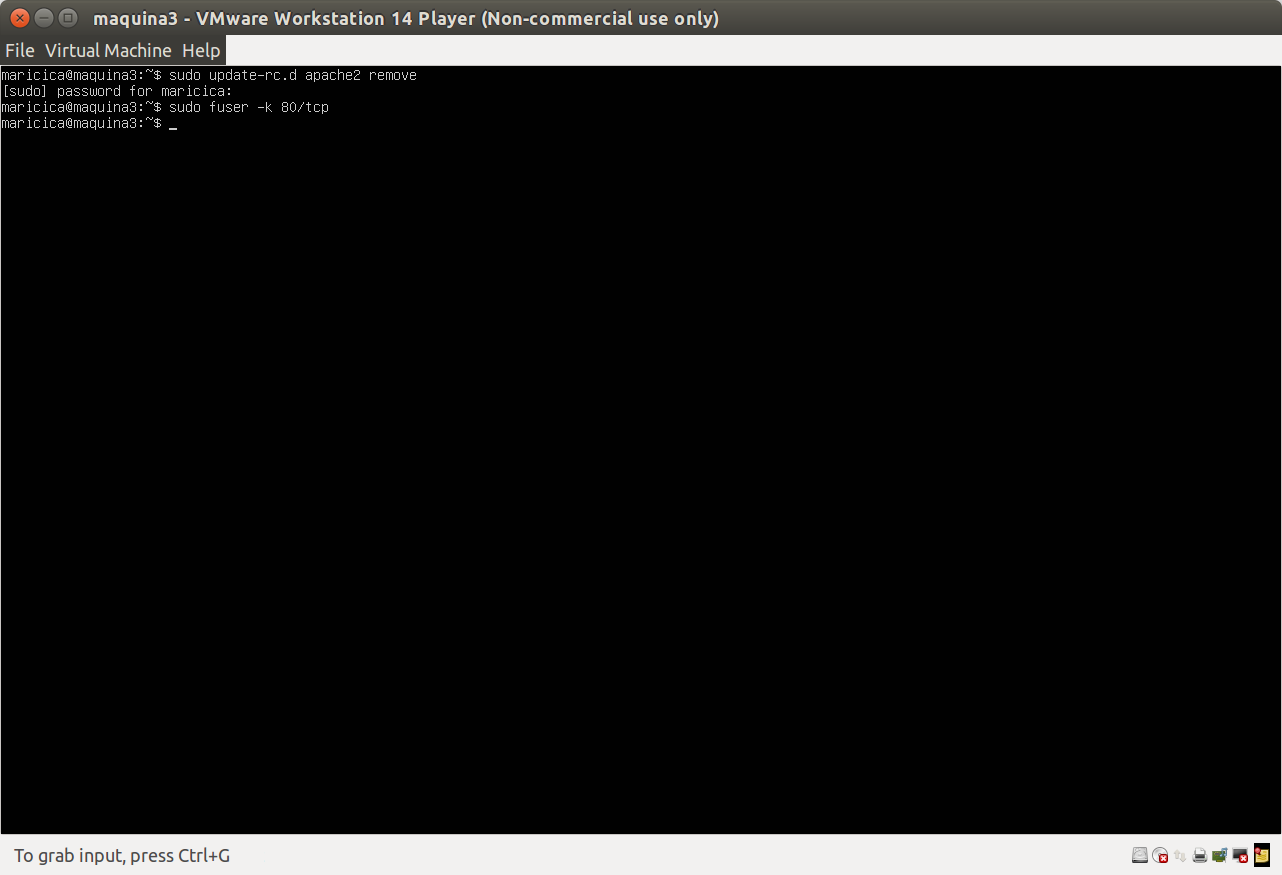 maquina3 - VMware Workstation 14 Player (Non-commercial use only)
File Virtual Machine Help
maricica@maquina3:~$ sudo update-rc.d apache2 remove
[sudo] password for maricica:
maricica@maquina3:~$ sudo fuser -k 80/tcp
maricica@maquina3:~$ _
To grab input, press Ctrl+G